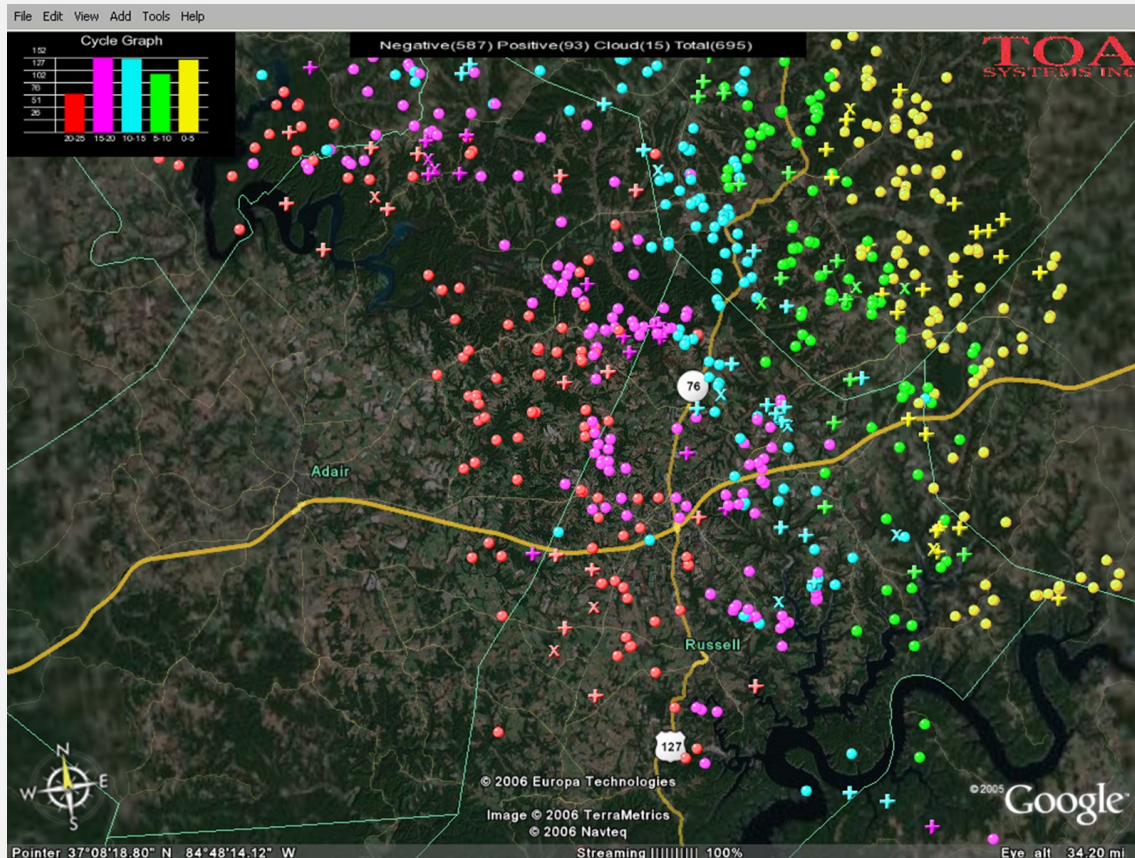 File Edit View Add Tools Help
Cycle Graph
152
127
102
76
51
26
20-25 15-20 10-15 5-10 0-5
Negative(587) Positive(93) Cloud(15) Total(695)
TOA
SYSTEMS INC
76
Adair
Russell
127
N
W E
S
© 2006 Europa Technologies
Image © 2006 TerraMetrics
© 2006 Navteq
©2005 Google™
Pointer 37°08'18.80" N 84°48'14.12" W Streaming |||||||||| 100% Eye alt 34.20 mi